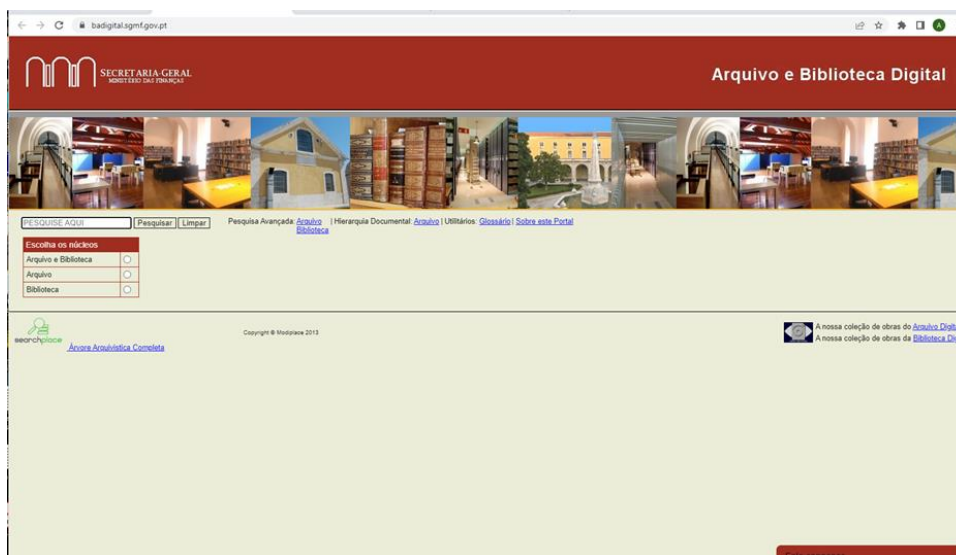 badigital.sgmf.gov.pt
A
SECRETARIA-GERAL
MINISTÉRIO DAS FINANÇAS
Arquivo e Biblioteca Digital
PESQUISE AQUI Pesquisar Limpar Pesquisa Avançada: Arquivo | Hierarquia Documental: Arquivo | Utilitários: Glossário | Sobre este Portal
Biblioteca
Escolha os núcleos
Arquivo e Biblioteca
Arquivo
Biblioteca
searchplace
Árvore Arquivística Completa
Copyright © Modiplace 2013
A nossa coleção de obras do Arquivo Digit
A nossa coleção de obras da Biblioteca Di